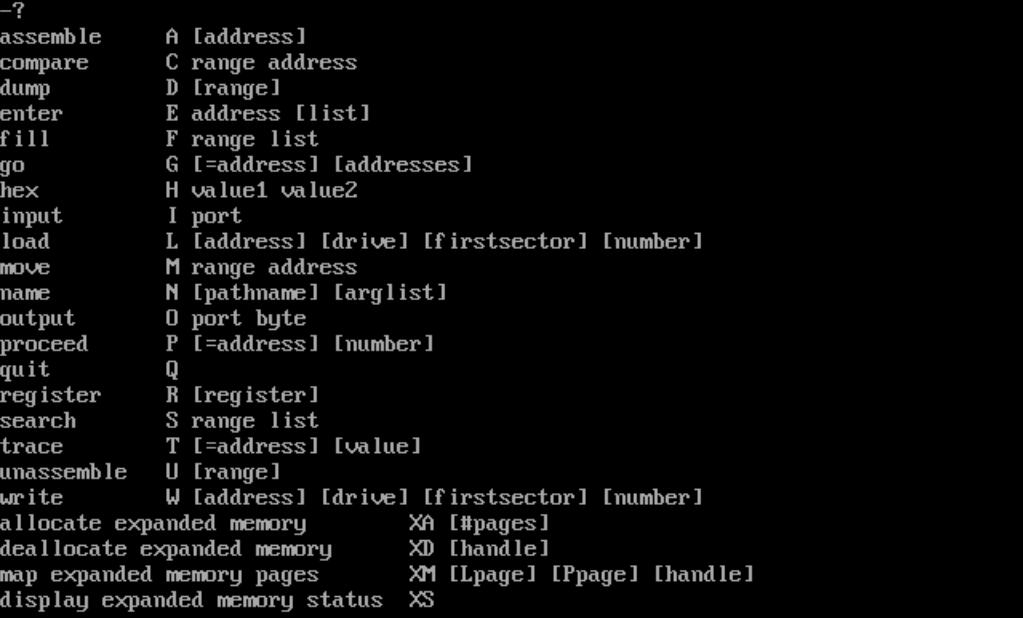 -?
assemble     A [address]
compare      C range address
dump         D [range]
enter        E address [list]
fill         F range list
go           G [=address] [addresses]
hex          H value1 value2
input        I port
load         L [address] [drive] [firstsector] [number]
move         M range address
name         N [pathname] [arglist]
output       O port byte
proceed      P [=address] [number]
quit         Q
register     R [register]
search       S range list
trace        T [=address] [value]
unassemble   U [range]
write        W [address] [drive] [firstsector] [number]
allocate expanded memory        XA [#pages]
deallocate expanded memory      XD [handle]
map expanded memory pages       XM [Lpage] [Ppage] [handle]
display expanded memory status  XS